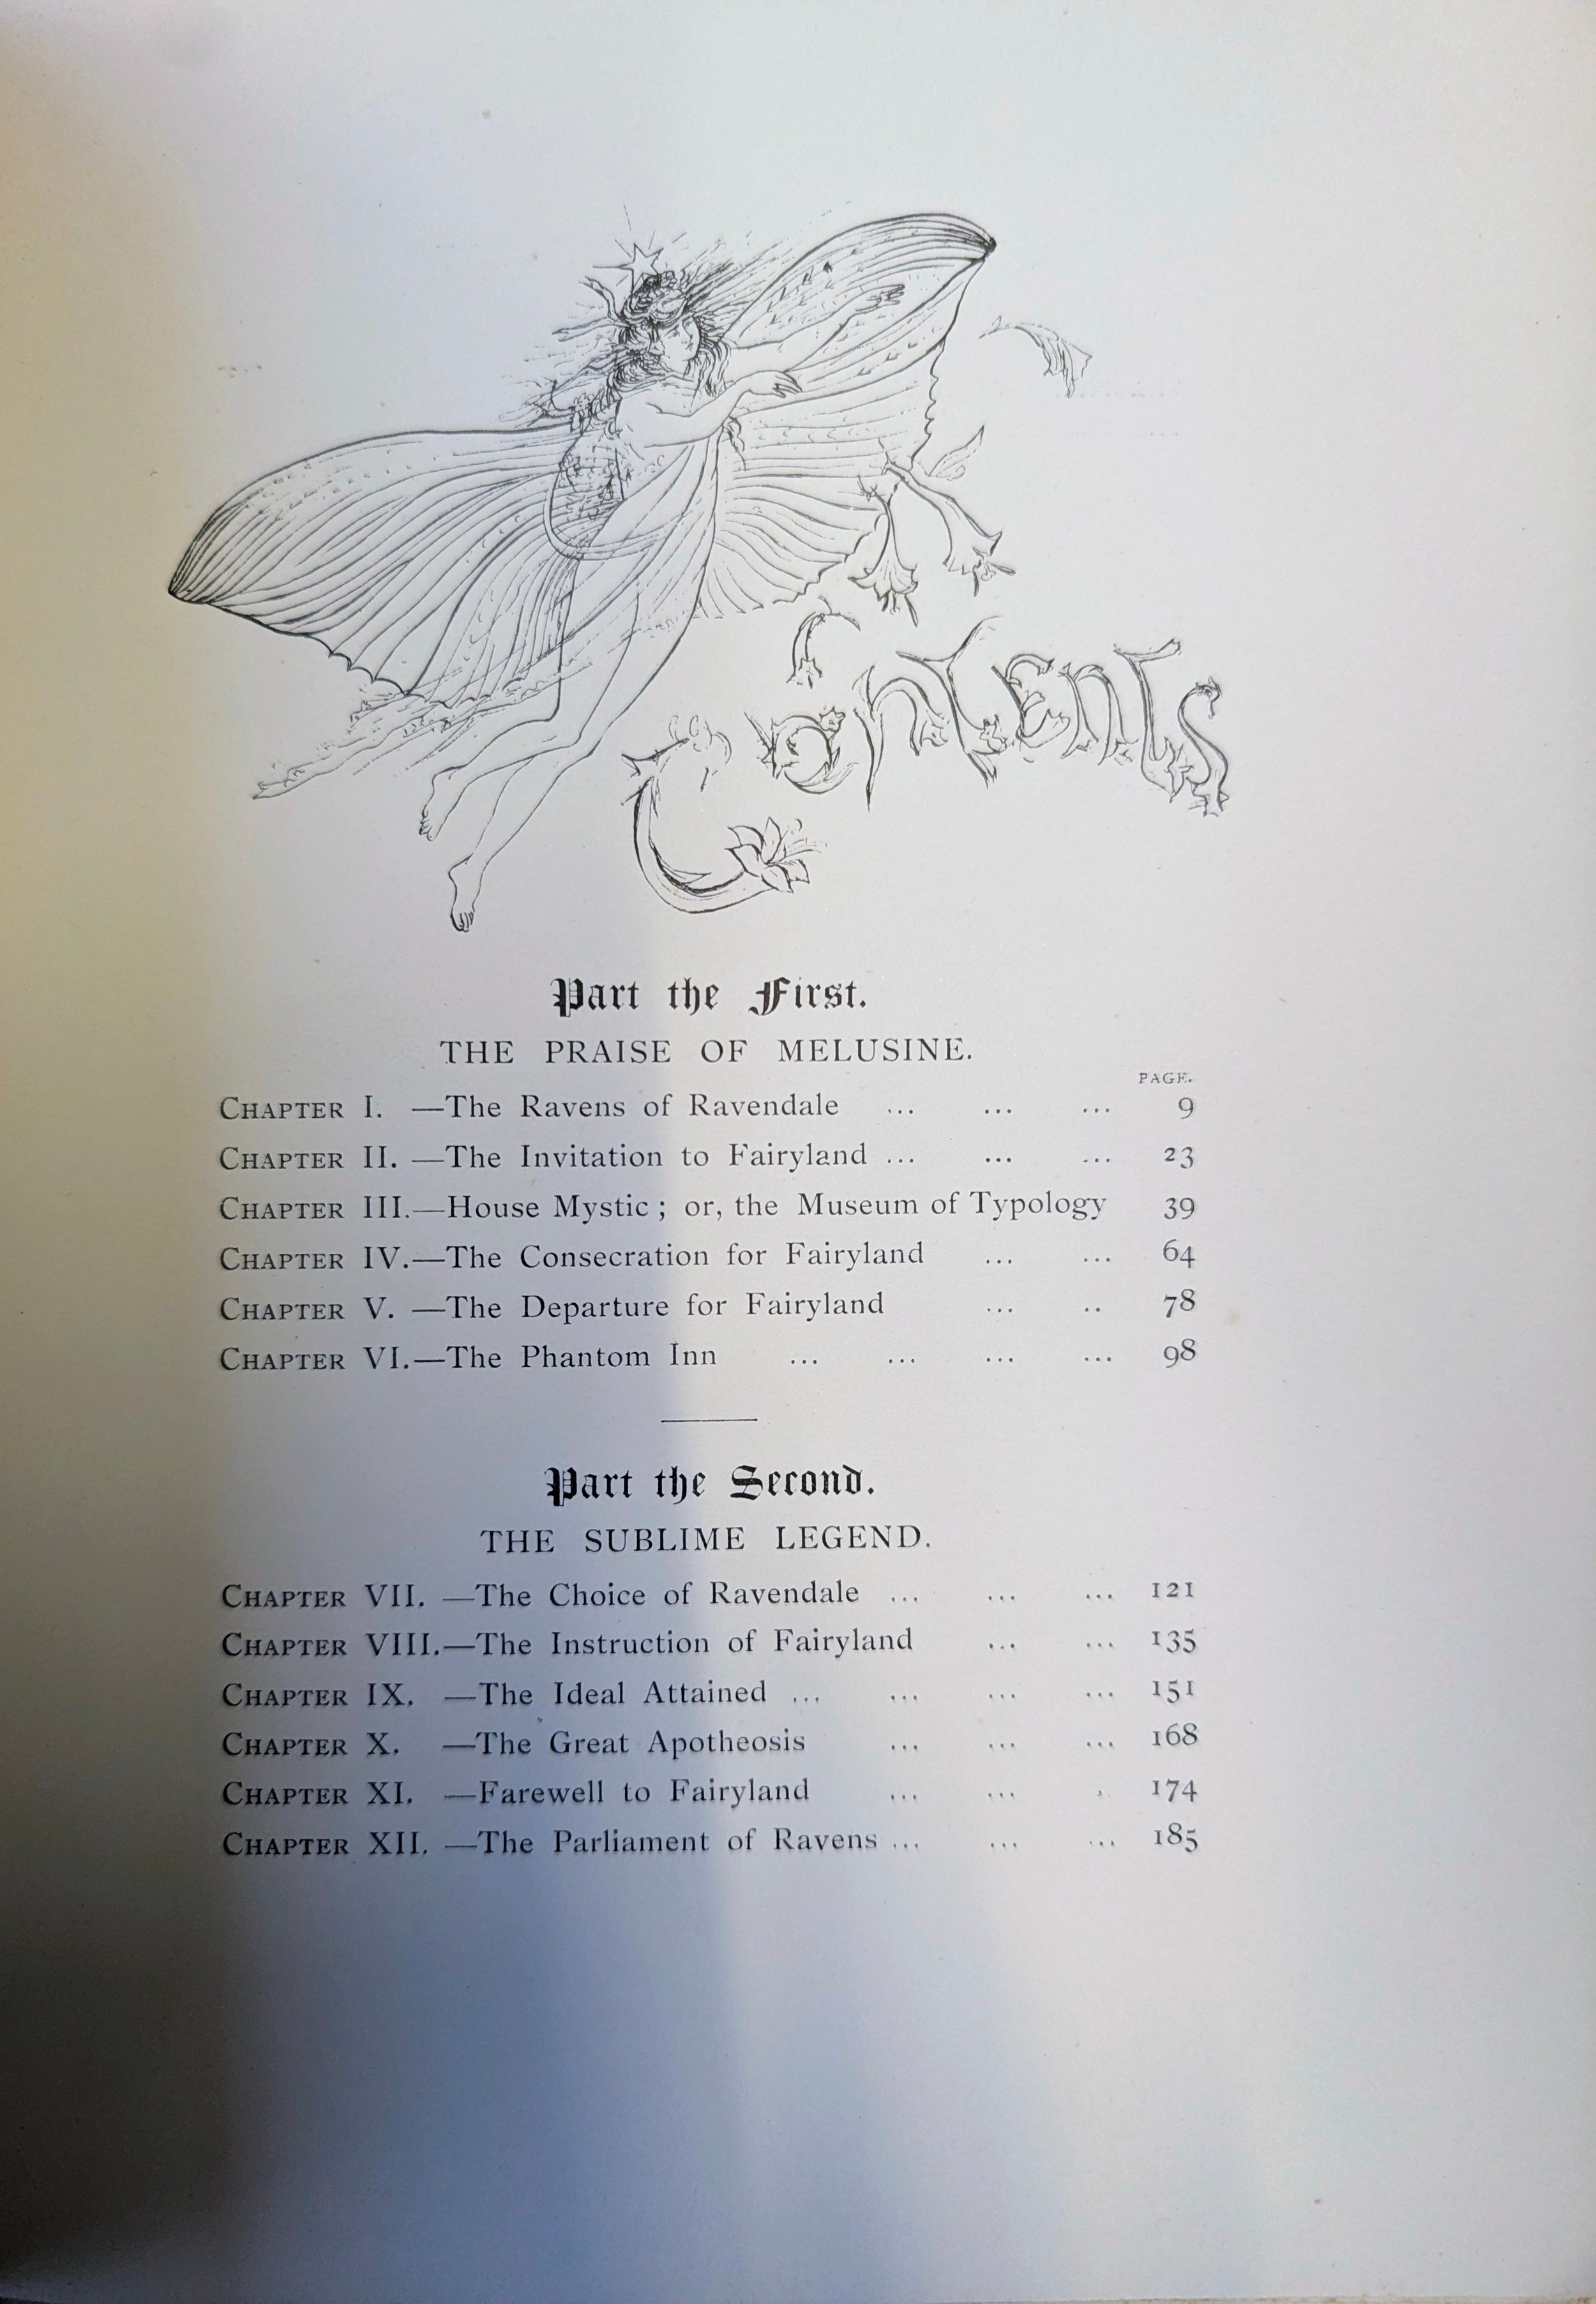 Contents
Part the First.
THE PRAISE OF MELUSINE.
PAGE.
CHAPTER I. —The Ravens of Ravendale ... ... ... 9
CHAPTER II. —The Invitation to Fairyland ... ... ... 23
CHAPTER III.—House Mystic; or, the Museum of Typology 39
CHAPTER IV.—The Consecration for Fairyland ... ... 64
CHAPTER V. —The Departure for Fairyland ... .. 78
CHAPTER VI.—The Phantom Inn ... ... ... ... 98
Part the Second.
THE SUBLIME LEGEND.
CHAPTER VII. —The Choice of Ravendale ... ... ... 121
CHAPTER VIII.—The Instruction of Fairyland ... ... 135
CHAPTER IX. —The Ideal Attained ... ... ... ... 151
CHAPTER X. —The Great Apotheosis ... ... ... 168
CHAPTER XI. —Farewell to Fairyland ... ... . 174
CHAPTER XII. —The Parliament of Ravens ... ... ... 185